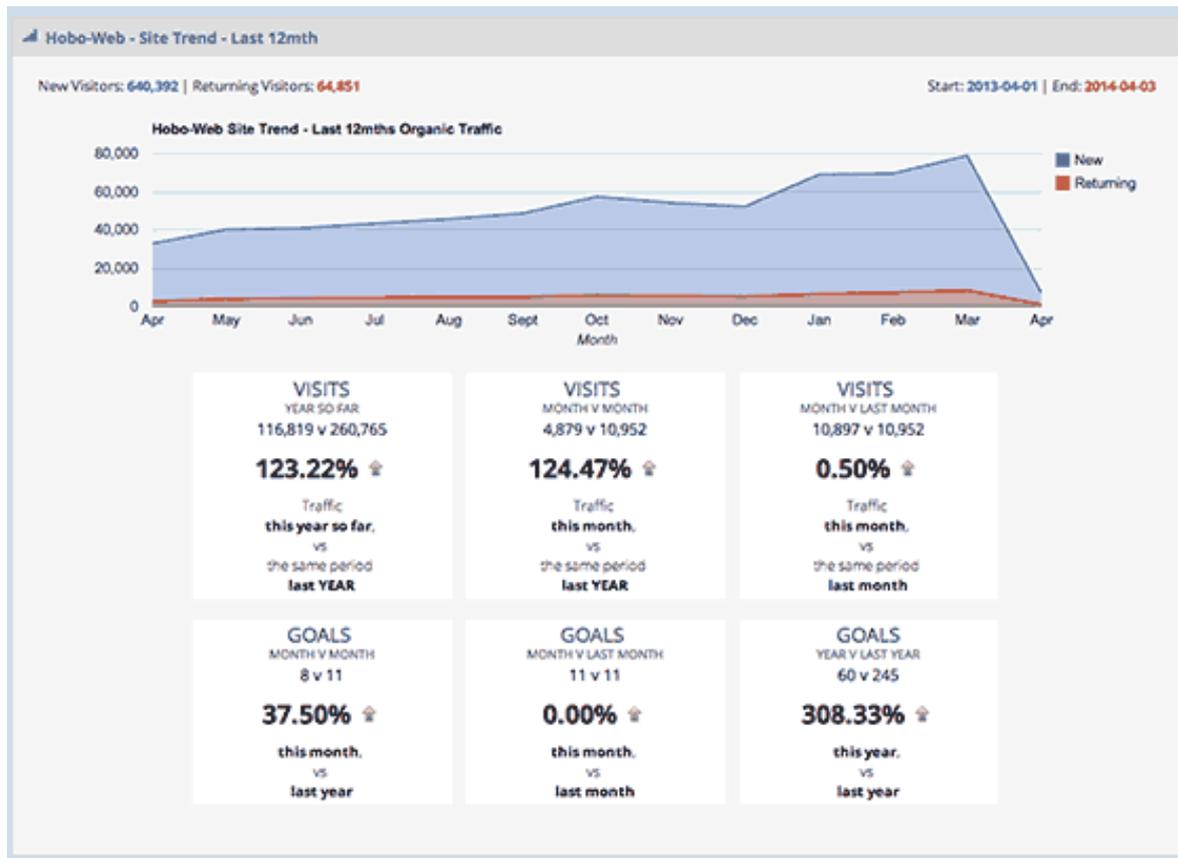 Hobo-Web - Site Trend - Last 12mth
New Visitors: 640,392 | Returning Visitors: 64,851
Start: 2013-04-01 | End: 2014-04-03
Hobo-Web Site Trend - Last 12mths Organic Traffic
80,000
60,000
40,000
20,000
0
New
Returning
Apr May Jun Jul Aug Sept Oct Nov Dec Jan Feb Mar Apr
Month
VISITS
YEAR SO FAR
116,819 v 260,765
123.22%
Traffic
this year so far,
vs
the same period
last YEAR
VISITS
MONTH V MONTH
4,879 v 10,952
124.47%
Traffic
this month,
vs
the same period
last YEAR
VISITS
MONTH V LAST MONTH
10,897 v 10,952
0.50%
Traffic
this month,
vs
the same period
last month
GOALS
MONTH V MONTH
8 v 11
37.50%
this month,
vs
last year
GOALS
MONTH V LAST MONTH
11 v 11
0.00%
this month,
vs
last month
GOALS
YEAR V LAST YEAR
60 v 245
308.33%
this year,
vs
last year